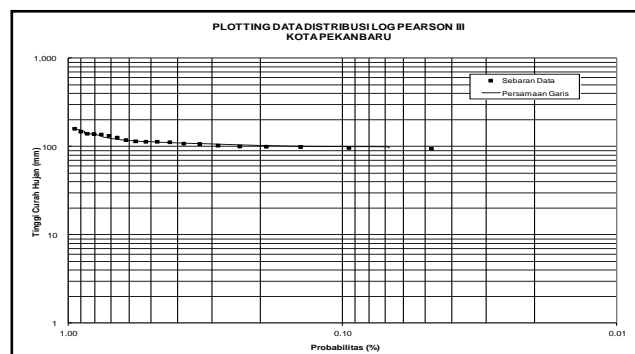 PLOTTING DATA DISTRIBUSI LOG PEARSON III
KOTA PEKANBARU
1,000
100
10
1
Tinggi Curah Hujan (mm)
Sebaran Data
Persamaan Garis
1.00
0.10
0.01
Probabilitas (%)